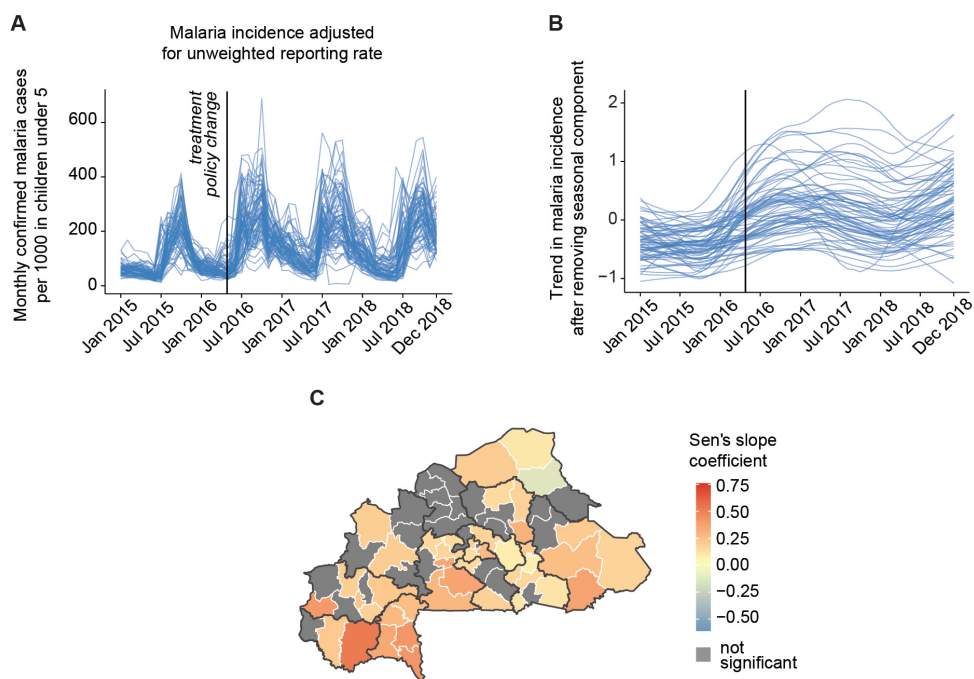 A
Malaria incidence adjusted
for unweighted reporting rate
Monthly confirmed malaria cases
per 1000 in children under 5
600
400
200
0
treatment
policy change
Jan 2015
Jul 2015
Jan 2016
Jul 2016
Jan 2017
Jul 2017
Jan 2018
Jul 2018
Dec 2018
B
Trend in malaria incidence
after removing seasonal component
2
1
0
−1
Jan 2015
Jul 2015
Jan 2016
Jul 2016
Jan 2017
Jul 2017
Jan 2018
Jul 2018
Dec 2018
C
Sen's slope
coefficient
0.75
0.50
0.25
0.00
−0.25
−0.50
not
significant